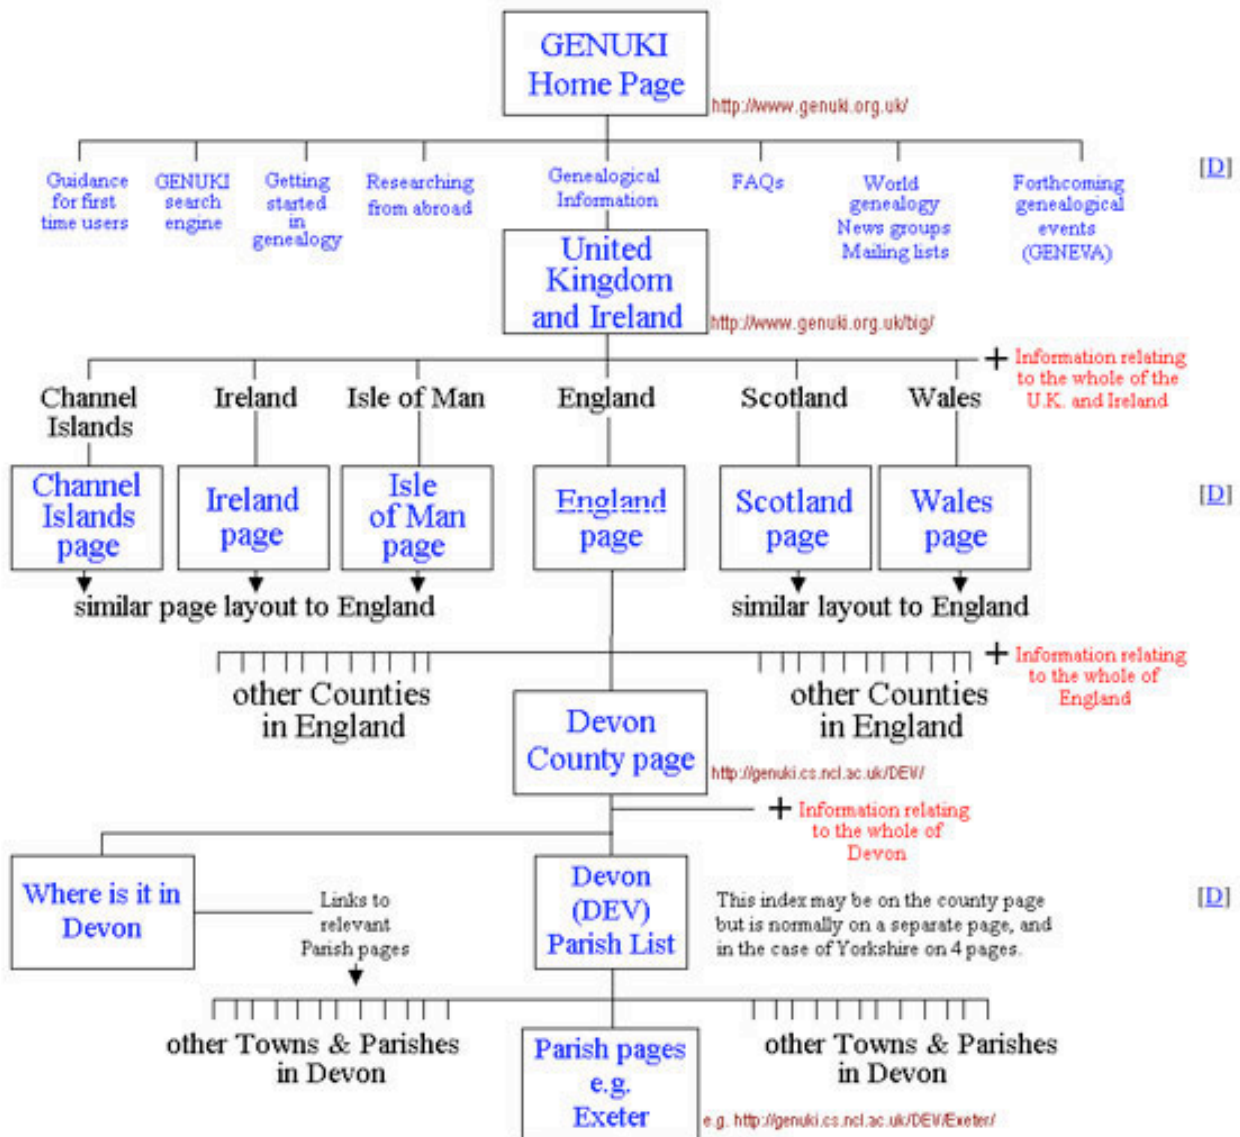 GENUKI
Home Page
http://www.genuki.org.uk/
Guidance
for first
time users
GENUKI
search
engine
Getting
started
in
genealogy
Researching
from abroad
Genealogical
Information
FAQs
World
genealogy
News groups
Mailing lists
Forthcoming
genealogical
events
(GENEVA)
[D]
United
Kingdom
and Ireland
http://www.genuki.org.uk/big/
+ Information relating
to the whole of the
U.K. and Ireland
Channel
Islands
Ireland
Isle of Man
England
Scotland
Wales
Channel
Islands
page
Ireland
page
Isle
of Man
page
England
page
Scotland
page
Wales
page
[D]
similar page layout to England
similar layout to England
+ Information relating
to the whole of
England
other Counties
in England
other Counties
in England
Devon
County page
http://genuki.cs.ncl.ac.uk/DEV/
+ Information relating
to the whole of
Devon
Where is it in
Devon
Links to
relevant
Parish pages
Devon
(DEV)
Parish List
This index may be on the county page
but is normally on a separate page, and
in the case of Yorkshire on 4 pages.
[D]
other Towns & Parishes
in Devon
Parish pages
e.g.
Exeter
other Towns & Parishes
in Devon
e.g. http://genuki.cs.ncl.ac.uk/DEV/Exeter/